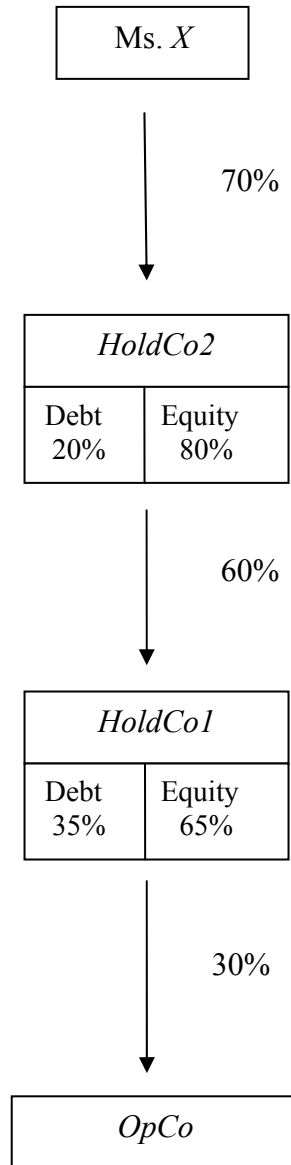 Ms. X
70%
HoldCo2
Debt Equity
20% 80%
60%
HoldCo1
Debt Equity
35% 65%
30%
OpCo